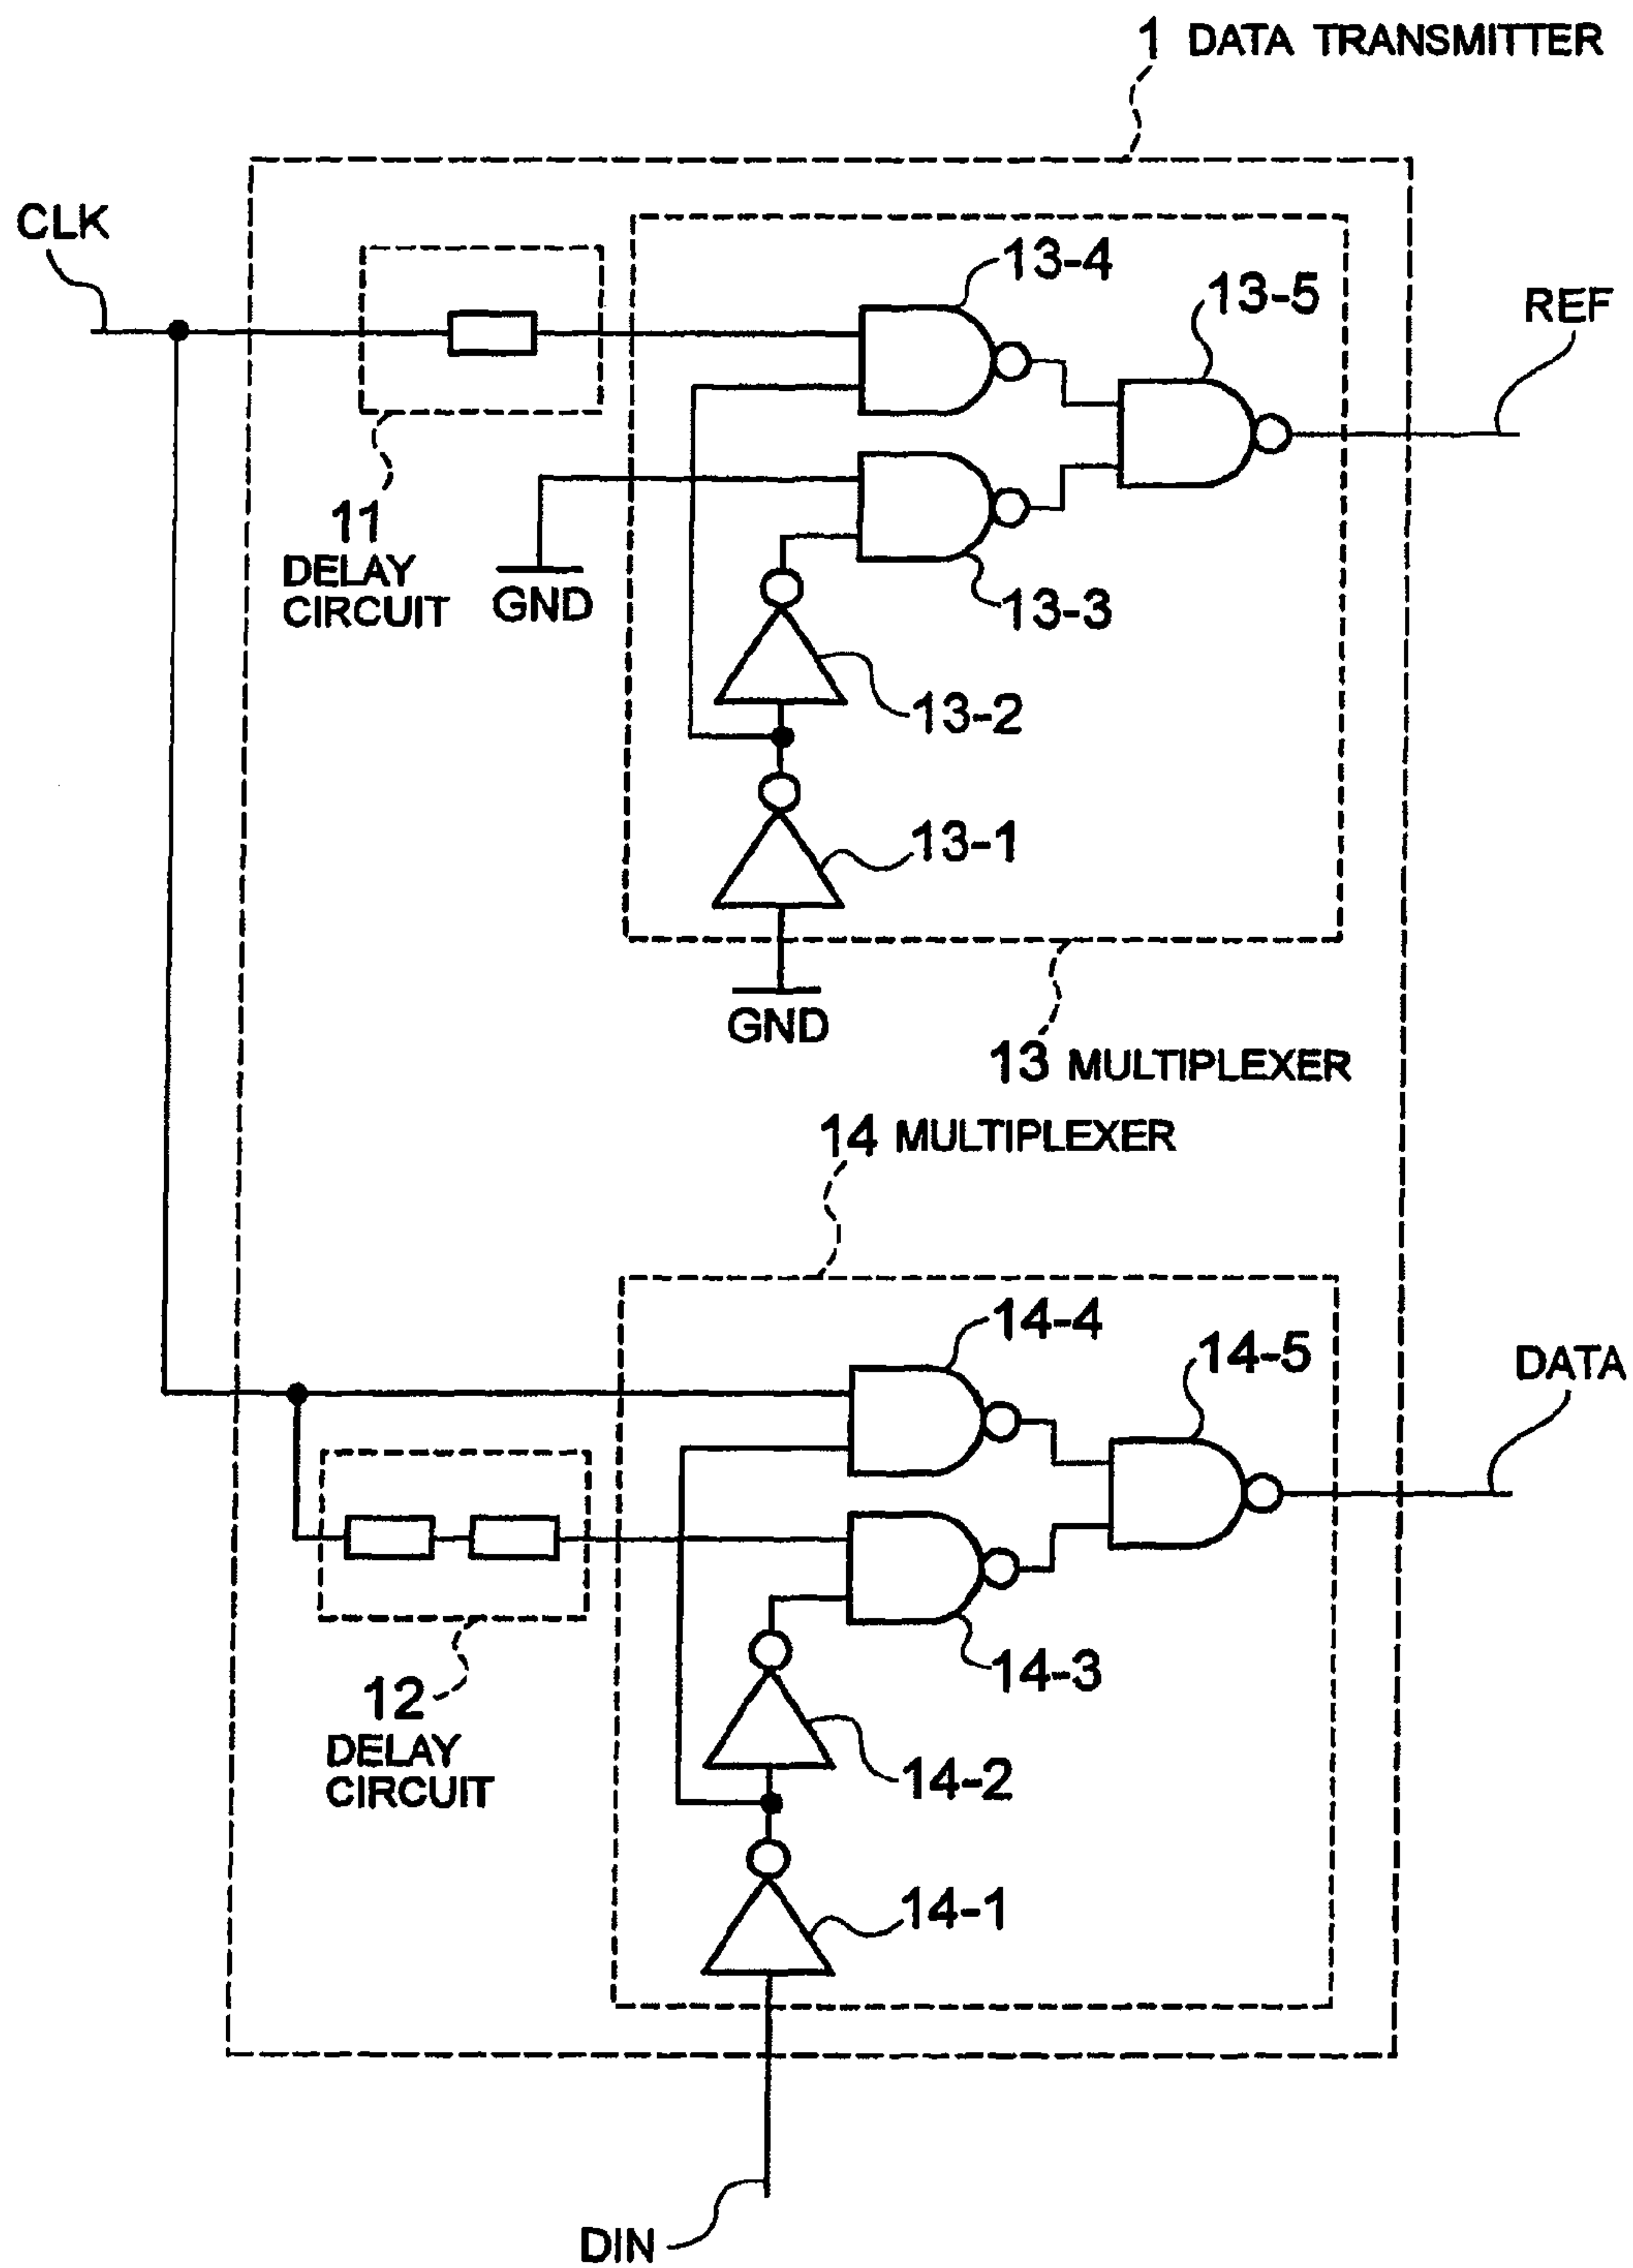 1 DATA TRANSMITTER
CLK
13-4
13-5
REF
11
DELAY
CIRCUIT
GND
13-3
13-2
13-1
GND
13 MULTIPLEXER
14 MULTIPLEXER
14-4
14-5
DATA
14-3
12
DELAY
CIRCUIT
14-2
14-1
DIN